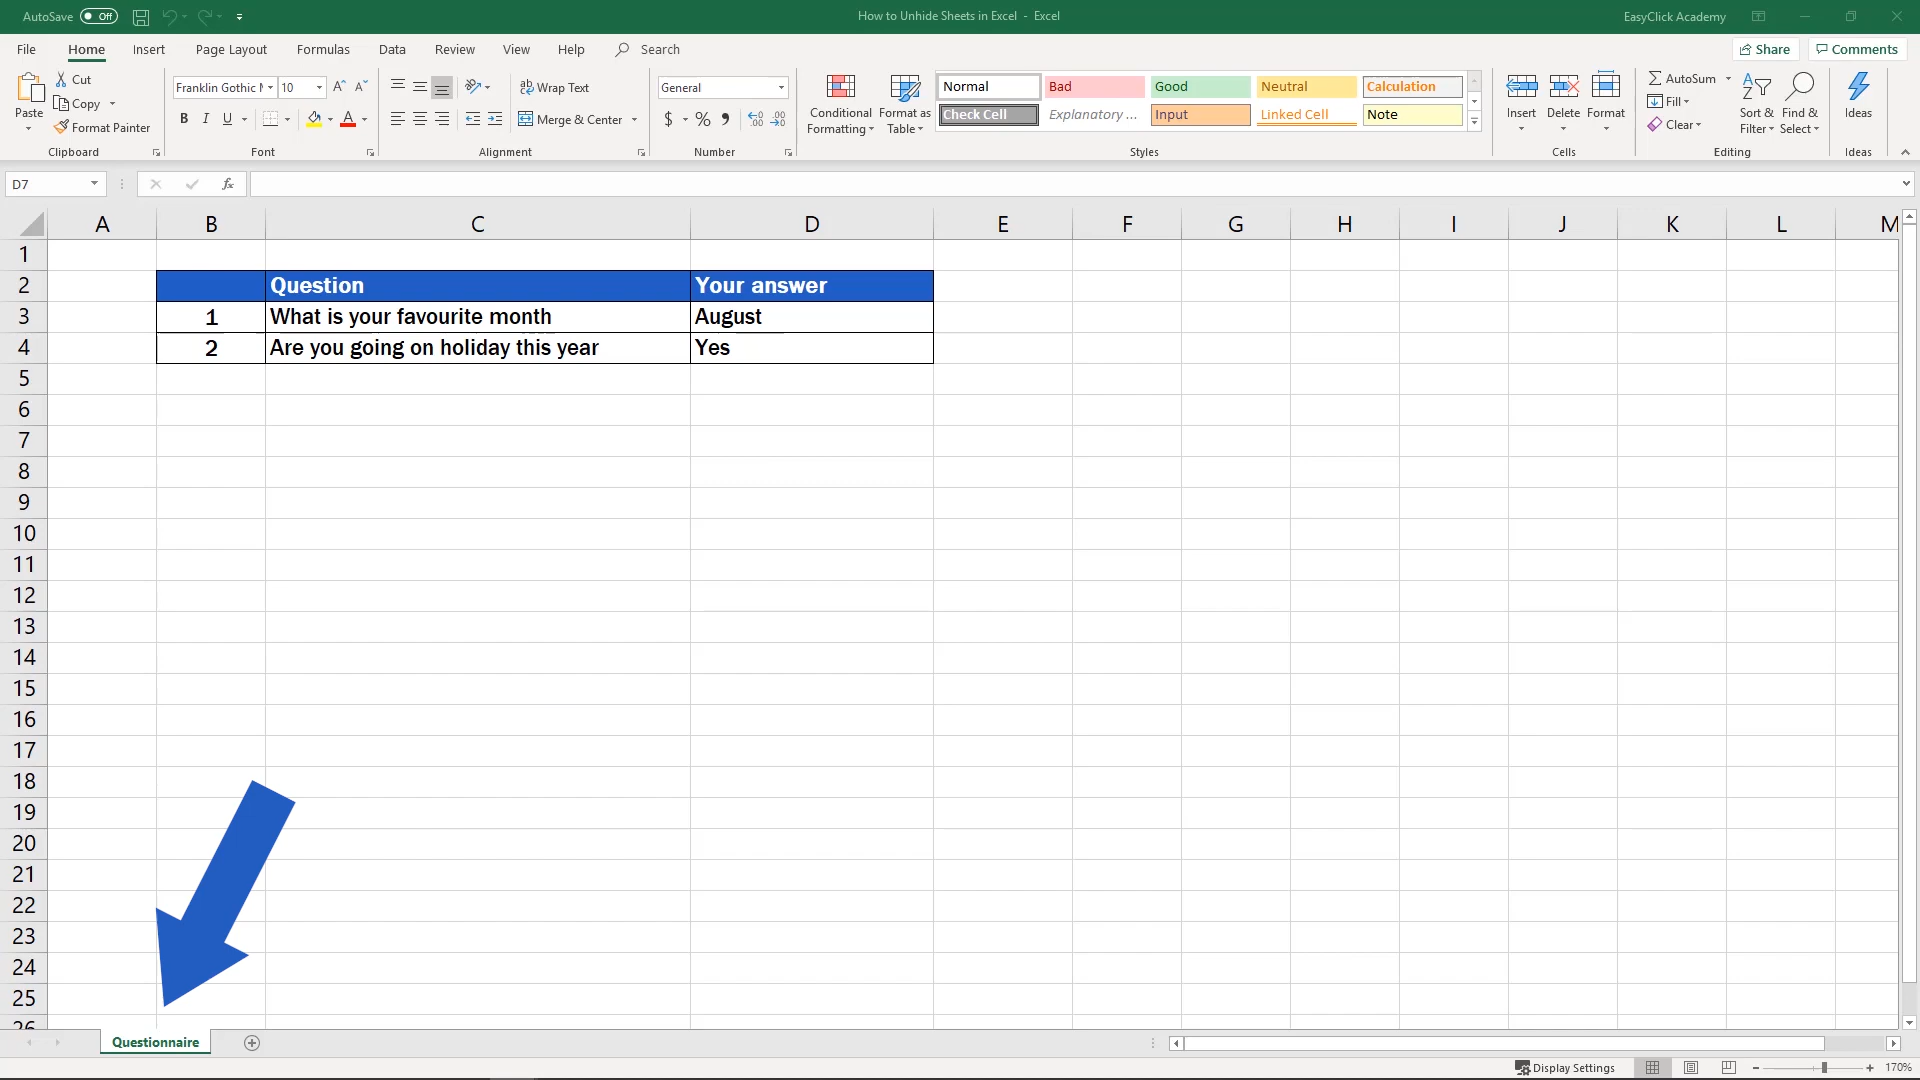 AutoSave Off How to Unhide Sheets in Excel - Excel EasyClick Academy
File Home Insert Page Layout Formulas Data Review View Help Search Share Comments
Paste Cut Copy Format Painter
Clipboard
Franklin Gothic M 10 A A
B I U A
Font
ab Wrap Text
Merge & Center
Alignment
General
$ % 9
Number
Conditional Formatting
Format as Table
Normal Bad Good Neutral Calculation
Check Cell Explanatory ... Input Linked Cell Note
Styles
Insert Delete Format
Cells
AutoSum
Fill
Clear
Sort & Filter
Find & Select
Editing
Ideas
Ideas
D7 fx
A B C D E F G H I J K L M
1
2 Question Your answer
3 1 What is your favourite month August
4 2 Are you going on holiday this year Yes
5
6
7
8
9
10
11
12
13
14
15
16
17
18
19
20
21
22
23
24
25
26
Questionnaire
Display Settings 170%